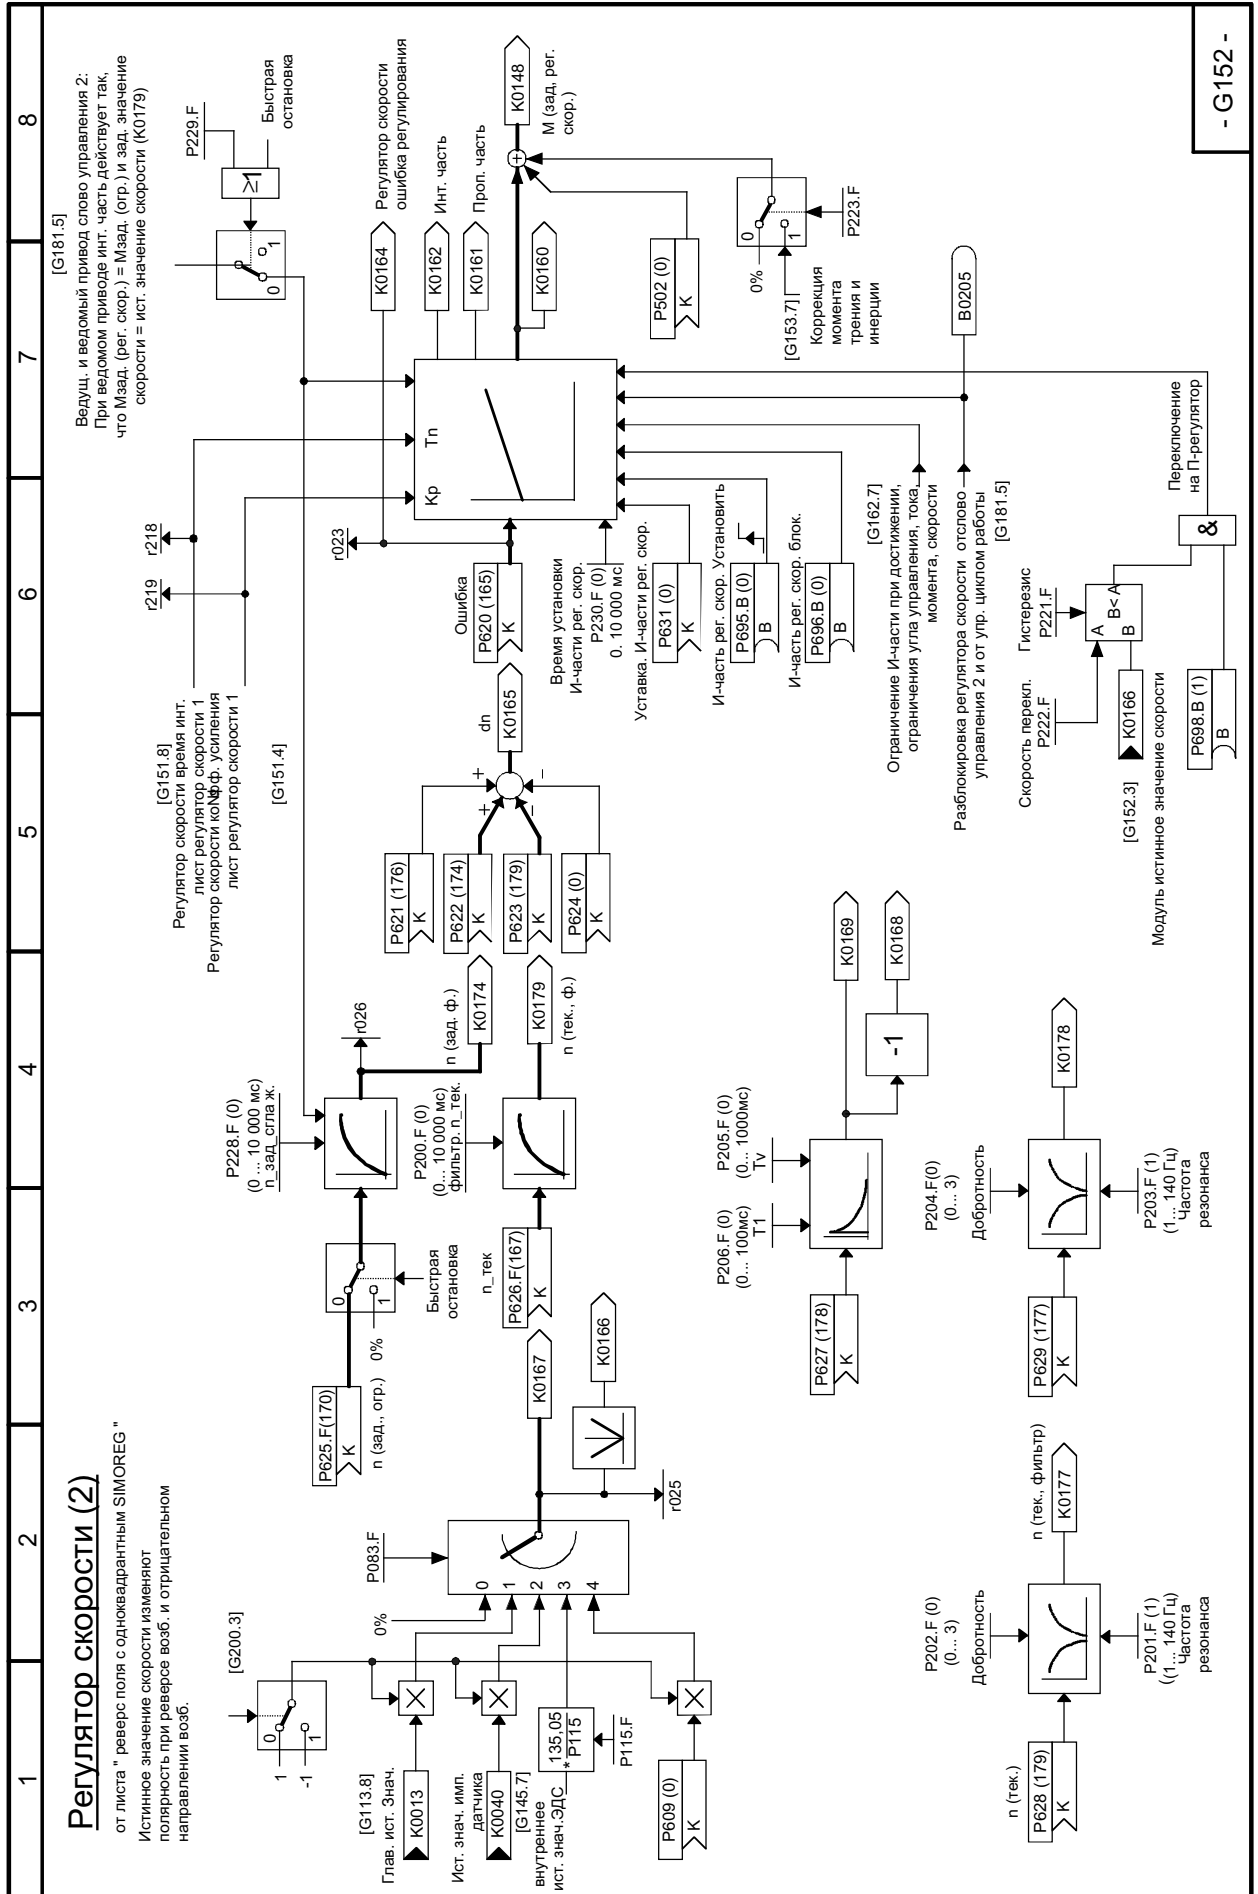 1 2 3 4 5 6 7 8
Регулятор скорости (2)
от листа " реверс поля с одноквадрантным SIMOREG "
Истинное значение скорости изменяют
полярность при реверсе возб. и отрицательном
направлении возб.
[G200.3]
1
-1
0
1
[G113.8]
Глав. ист. Знач.
K0013
Ист. знач. имп.
датчика
K0040
[G145.7]
внутреннее
ист. знач.ЭДС
135,05
* P115
P115.F
P609 (0)
K
0%
P083.F
0
1
2
3
4
r025
K0166
K0167
P625.F(170)
K
n (зад., огр.)
0%
0
1
Быстрая
остановка
n_тек
P626.F(167)
K
P228.F (0)
(0 ... 10 000 мс)
n_зад_сглаж.
r026
n (зад. ф.)
K0174
P200.F (0)
(0... 10 000 мс)
фильтр. n_тек.
K0179
n (тек., ф.)
P621 (176)
K
P622 (174)
K
P623 (179)
K
P624 (0)
K
+
+
–
–
dn
K0165
[G151.8]
Регулятор скорости время инт.
лист регулятор скорости 1
лист регулятор скорости 1
[G151.4]
r219
r218
r023
Ошибка
P620 (165)
K
Время установки
И-части рег. скор.
P230.F (0)
0. 10 000 мс
Уставка. И-части рег. скор.
P631 (0)
K
И-часть рег. скор. Установить
P695.B (0)
B
И-часть рег. скор. блок.
P696.B (0)
B
Kp
Tn
[G181.5]
Ведущ. и ведомый привод слово управления 2:
При ведомом приводе инт. часть действует так,
что Мзад. (рег. скор.) = Мзад. (огр.) и зад. значение
скорости = ист. значение скорости (K0179)
0
1
≥1
P229.F
Быстрая
остановка
K0164
Регулятор скорости
ошибка регулирования
K0162
Инт. часть
K0161
Проп. часть
K0160
+
K0148
M (зад, рег.
скор.)
P502 (0)
K
0%
0
1
P223.F
[G153.7]
Коррекция
момента
трения и
инерции
[G162.7]
Ограничение И-части при достижении,
ограничения угла управления, тока,
момента, скорости
Разблокировка регулятора скорости отслово
управления 2 и от упр. циклом работы
[G181.5]
B0205
Скорость перекл.
P222.F
Гистерезис
P221.F
A
B< A
B
[G152.3]
K0166
Модуль истинное значение скорости
P698.B (1)
B
&
Переключение
на П-регулятор
P206.F (0)
(0... 100мс)
T1
P205.F (0)
(0... 1000мс)
Tv
P627 (178)
K
K0169
-1
K0168
n (тек.)
P628 (179)
K
P202.F (0)
(0... 3)
Добротность
P201.F (1)
((1... 140 Гц)
Частота
резонанса
n (тек., фильтр)
K0177
P629 (177)
K
P204.F(0)
(0... 3)
Добротность
P203.F (1)
(1... 140 Гц)
Частота
резонанса
K0178
- G152 -